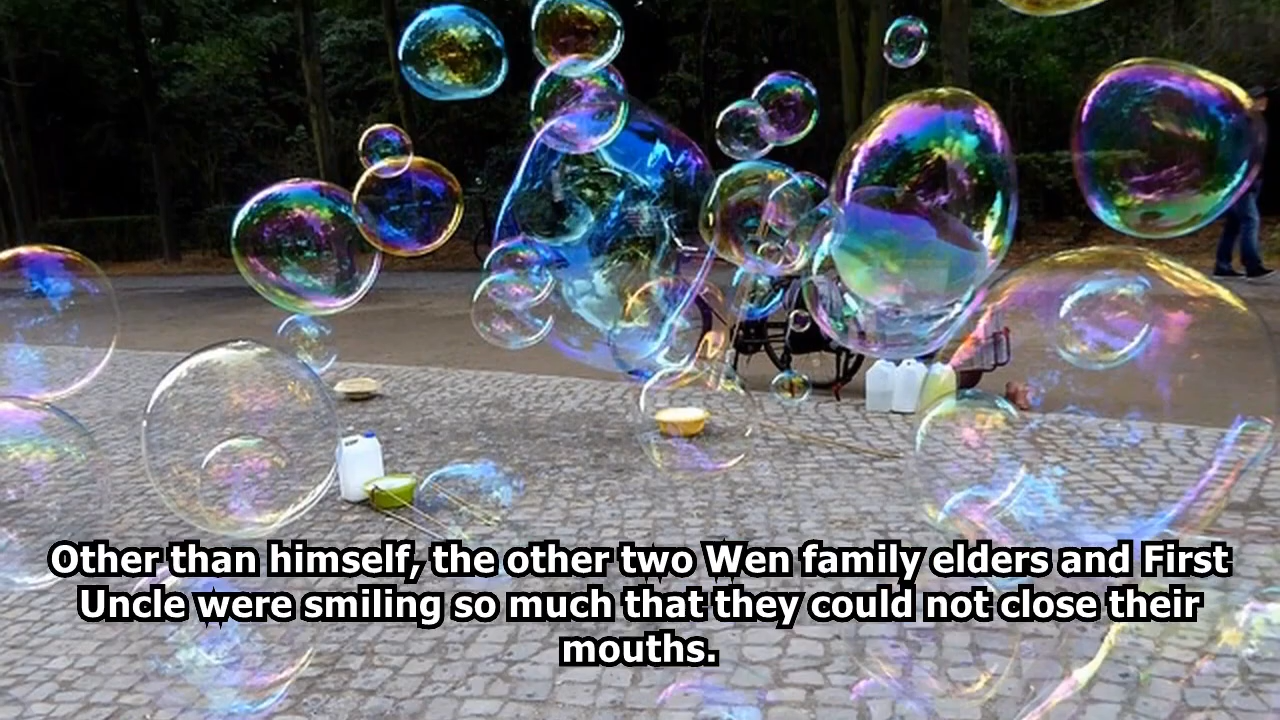 Other than himself, the other two Wen family elders and First
Uncle were smiling so much that they could not close their
mouths.